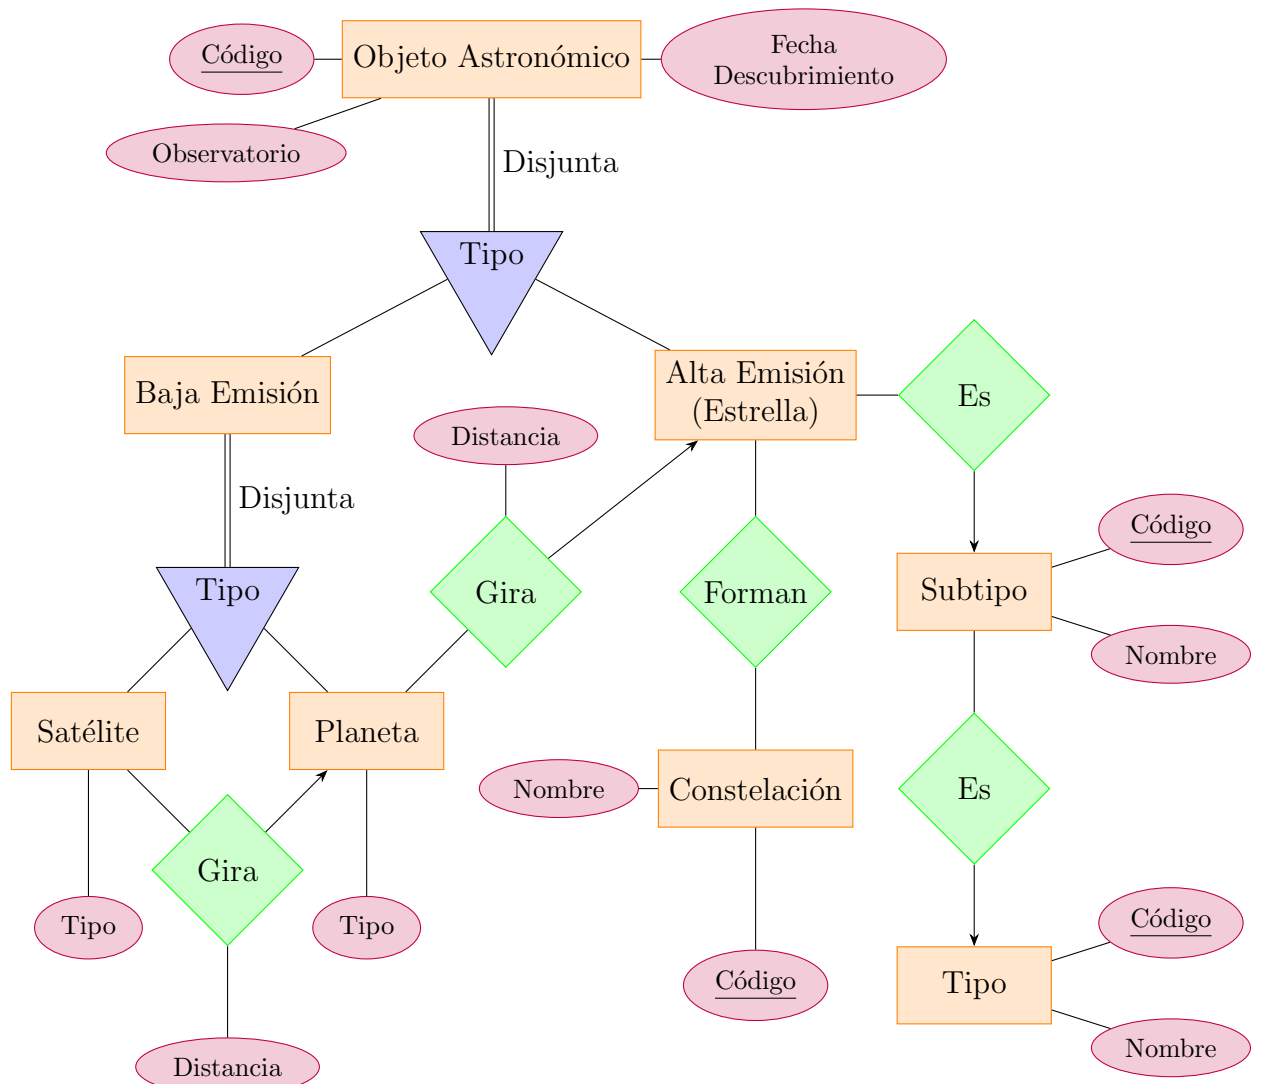 Código
Objeto Astronómico
Fecha
Descubrimiento
Observatorio
Disjunta
Tipo
Baja Emisión
Alta Emisión
(Estrella)
Es
Distancia
Disjunta
Código
Tipo
Gira
Forman
Subtipo
Nombre
Satélite
Planeta
Nombre
Constelación
Es
Gira
Tipo
Tipo
Código
Código
Tipo
Nombre
Distancia